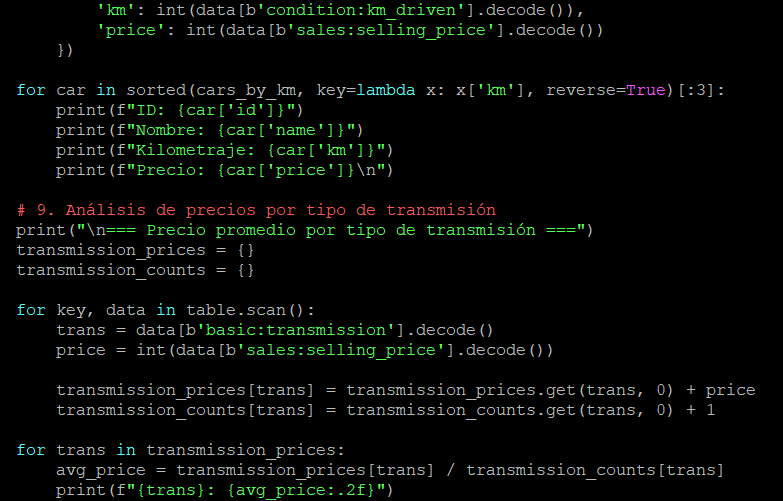 'km': int(data[b'condition:km_driven'].decode()),
        'price': int(data[b'sales:selling_price'].decode())
    })

for car in sorted(cars_by_km, key=lambda x: x['km'], reverse=True)[:3]:
    print(f"ID: {car['id']}")
    print(f"Nombre: {car['name']}")
    print(f"Kilometraje: {car['km']}")
    print(f"Precio: {car['price']}\n")

# 9. Análisis de precios por tipo de transmisión
print("\n=== Precio promedio por tipo de transmisión ===")
transmission_prices = {}
transmission_counts = {}

for key, data in table.scan():
    trans = data[b'basic:transmission'].decode()
    price = int(data[b'sales:selling_price'].decode())

    transmission_prices[trans] = transmission_prices.get(trans, 0) + price
    transmission_counts[trans] = transmission_counts.get(trans, 0) + 1

for trans in transmission_prices:
    avg_price = transmission_prices[trans] / transmission_counts[trans]
    print(f"{trans}: {avg_price:.2f}")